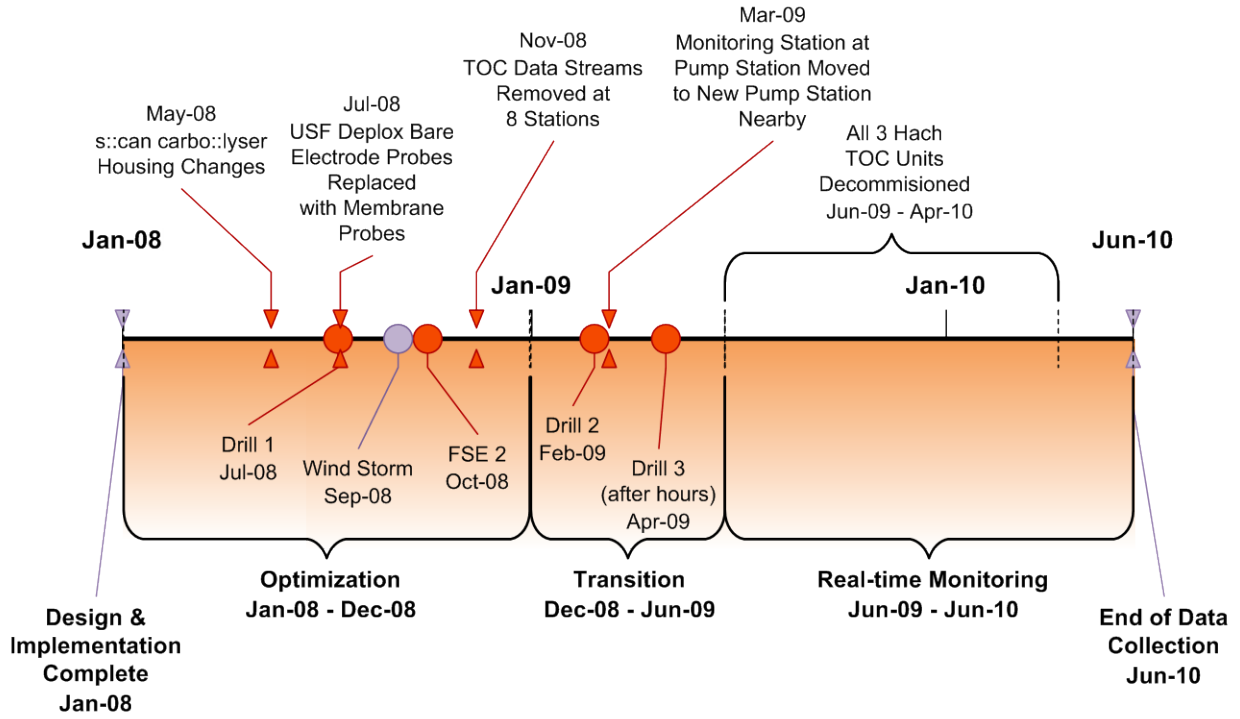 Mar-09
Monitoring Station at
Pump Station Moved
to New Pump Station
Nearby
Nov-08
TOC Data Streams
Removed at
8 Stations
May-08
s::can carbo::lyser
Housing Changes
Jul-08
USF Deplox Bare
Electrode Probes
Replaced
with Membrane
Probes
All 3 Hach
TOC Units
Decommisioned
Jun-09 - Apr-10
Jan-08
Jun-10
Jan-09
Jan-10
Drill 1
Jul-08
Wind Storm
Sep-08
FSE 2
Oct-08
Drill 2
Feb-09
Drill 3
(after hours)
Apr-09
Optimization
Jan-08 - Dec-08
Transition
Dec-08 - Jun-09
Real-time Monitoring
Jun-09 - Jun-10
Design &
Implementation
Complete
Jan-08
End of Data
Collection
Jun-10